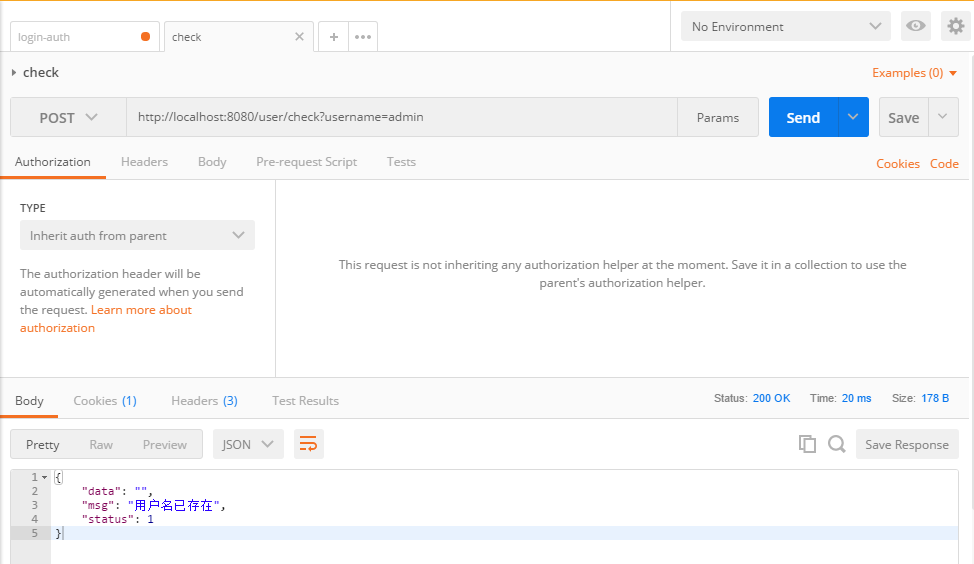 login-auth
check
No Environment
check
Examples (0)
POST
http://localhost:8080/user/check?username=admin
Params
Send
Save
Authorization
Headers
Body
Pre-request Script
Tests
Cookies
Code
TYPE
Inherit auth from parent
The authorization header will be
automatically generated when you send
the request. Learn more about
authorization
This request is not inheriting any authorization helper at the moment. Save it in a collection to use the
parent's authorization helper.
Body
Cookies (1)
Headers (3)
Test Results
Status: 200 OK
Time: 20 ms
Size: 178 B
Pretty
Raw
Preview
JSON
Save Response
1 {
2 "data": "",
3 "msg": "用户名已存在",
4 "status": 1
5 }